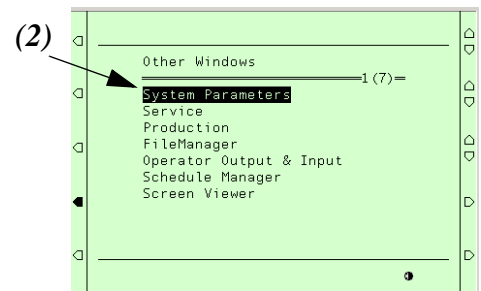 (2)
Other Windows
1(7)
System Parameters
Service
Production
FileManager
Operator Output & Input
Schedule Manager
Screen Viewer